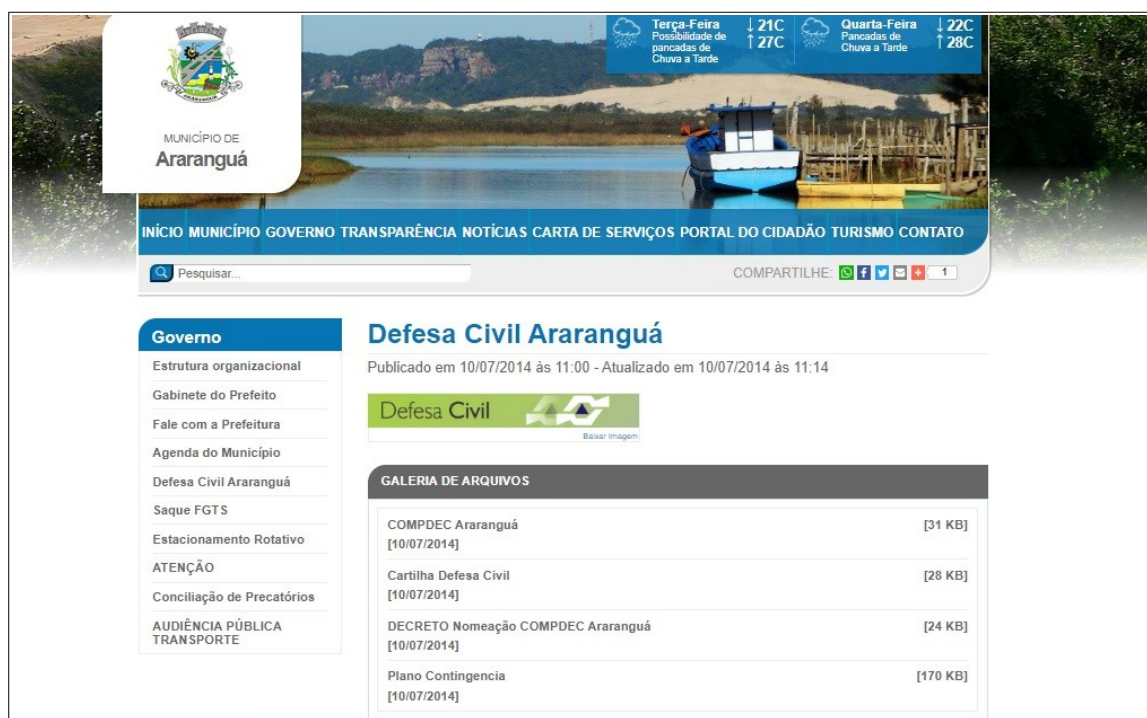 Terça-Feira
Possibilidade de
pancadas de
Chuva a Tarde
↓ 21C
↑ 27C
Quarta-Feira
Pancadas de
Chuva a Tarde
↓ 22C
↑ 28C
MUNICÍPIO DE
Araranguá
INÍCIO MUNICÍPIO GOVERNO TRANSPARÊNCIA NOTÍCIAS CARTA DE SERVIÇOS PORTAL DO CIDADÃO TURISMO CONTATO
Pesquisar...
COMPARTILHE: 1
Governo
Estrutura organizacional
Gabinete do Prefeito
Fale com a Prefeitura
Agenda do Município
Defesa Civil Araranguá
Saque FGTS
Estacionamento Rotativo
ATENÇÃO
Conciliação de Precatórios
AUDIÊNCIA PÚBLICA
TRANSPORTE
Defesa Civil Araranguá
Publicado em 10/07/2014 às 11:00 - Atualizado em 10/07/2014 às 11:14
Defesa Civil
Baixar Imagem
GALERIA DE ARQUIVOS
COMPDEC Araranguá [31 KB]
[10/07/2014]
Cartilha Defesa Civil [28 KB]
[10/07/2014]
DECRETO Nomeação COMPDEC Araranguá [24 KB]
[10/07/2014]
Plano Contingencia [170 KB]
[10/07/2014]